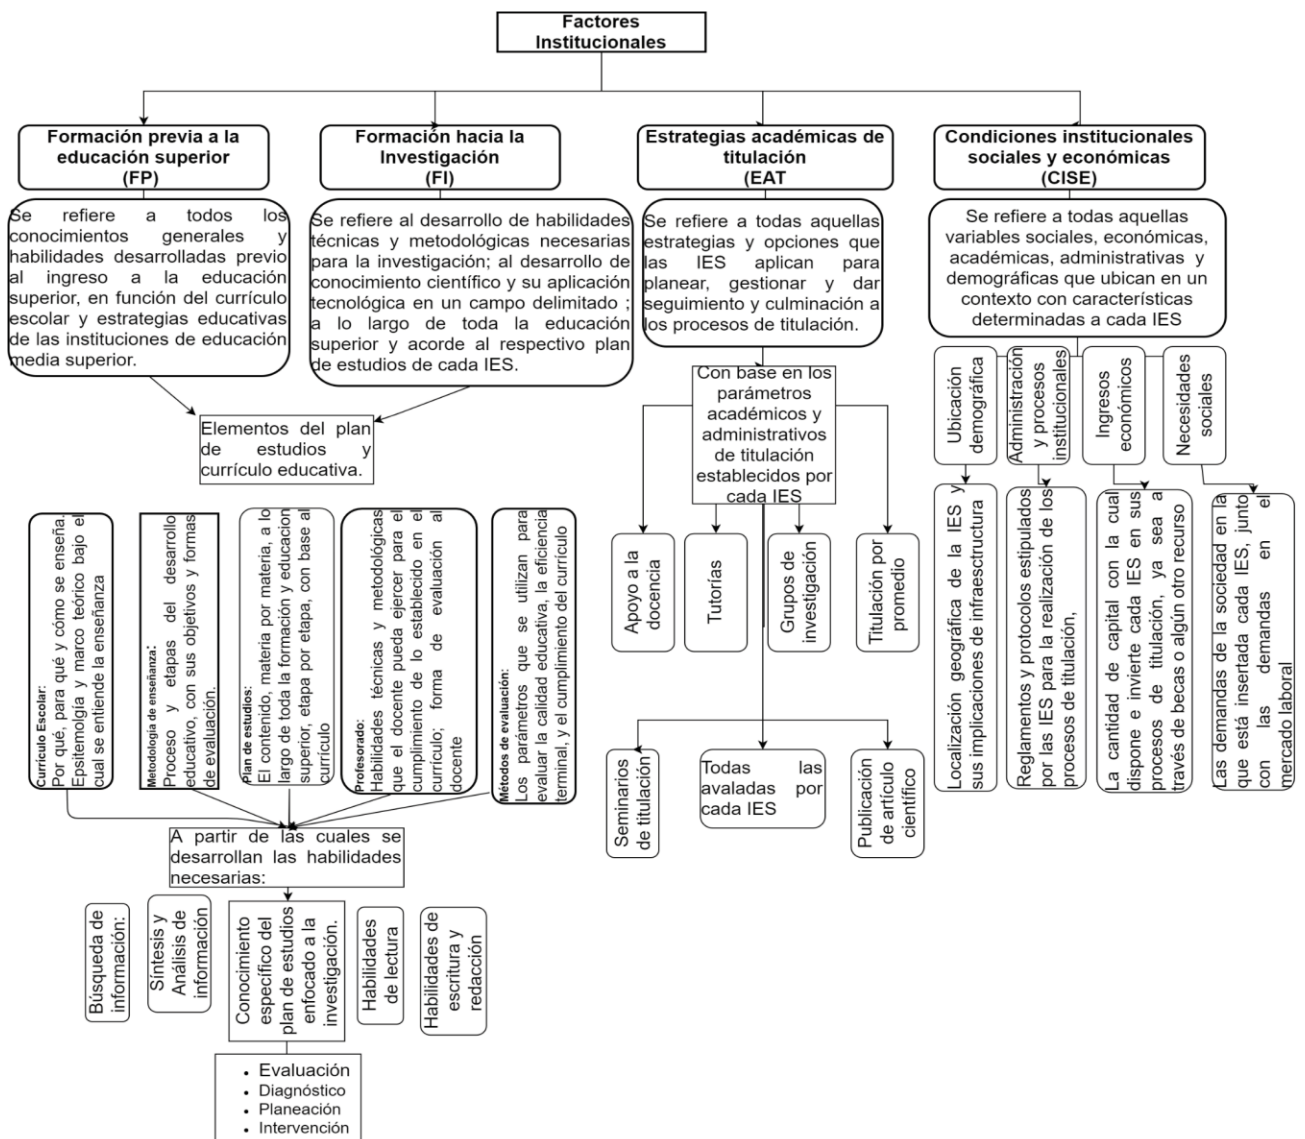 Factores
Institucionales
Formación previa a la
educación superior
(FP)
Formación hacia la
Investigación
(FI)
Estrategias académicas de
titulación
(EAT)
Condiciones institucionales
sociales y económicas
(CISE)
Se refiere a todos los
conocimientos generales y
habilidades desarrolladas previo
al ingreso a la educación
superior, en función del currículo
escolar y estrategias educativas
de las instituciones de educación
media superior.
Se refiere al desarrollo de habilidades
técnicas y metodológicas necesarias
para la investigación; al desarrollo de
conocimiento científico y su aplicación
tecnológica en un campo delimitado ;
a lo largo de toda la educación
superior y acorde al respectivo plan
de estudios de cada IES.
Se refiere a todas aquellas
estrategias y opciones que
las IES aplican para
planear, gestionar y dar
seguimiento y culminación a
los procesos de titulación.
Se refiere a todas aquellas
variables sociales, económicas,
académicas, administrativas y
demográficas que ubican en un
contexto con características
determinadas a cada IES
Elementos del plan
de estudios y
currículo educativa.
Con base en los
parámetros
académicos y
administrativos
de titulación
establecidos por
cada IES
Ubicación
demográfica
Administración
y procesos
institucionales
Ingresos
económicos
Necesidades
sociales
Localización geográfica de la IES y
sus implicaciones de infraesctructura
Reglamentos y protocolos estipulados
por las IES para la realización de los
procesos de titulación,
La cantidad de capital con la cual
dispone e invierte cada IES en sus
procesos de titulación, ya sea a
través de becas o algún otro recurso
Las demandas de la sociedad en la
que está insertada cada IES, junto
con las demandas en el
mercado laboral
Currículo Escolar:
Por qué, para qué y cómo se enseña.
Epsitemolgía y marco teórico bajo el
cual se entiende la enseñanza
Metodología de enseñanza:
Proceso y etapas del desarrollo
educativo, con sus objetivos y formas
de evaluación.
Plan de estudios:
El contenido, materia por materia, a lo
largo de toda la formación y educación
superior, etapa por etapa, con base al
currículo
Profesorado:
Habilidades técnicas y metodológicas
que el docente pueda ejercer para el
cumplimiento de lo establecido en el
currículo; forma de evaluación al
docente
Métodos de evaluación:
Los parámetros que se utilizan para
evaluar la calidad educativa, la eficiencia
terminal, y el cumplimiento del currículo
Apoyo a la
docencia
Tutorías
Grupos de
investigación
Titulación por
promedio
Seminarios
de titulación
Todas las
avaladas por
cada IES
Publicación
de artículo
científico
A partir de las cuales se
desarrollan las habilidades
necesarias:
Búsqueda de
información:
Síntesis y
Análisis de
información
Conocimiento
específico del
plan de estudios
enfocado a la
investigación.
Habilidades
de lectura
Habilidades de
escritura y
redacción
• Evaluación
• Diagnóstico
• Planeación
• Intervención